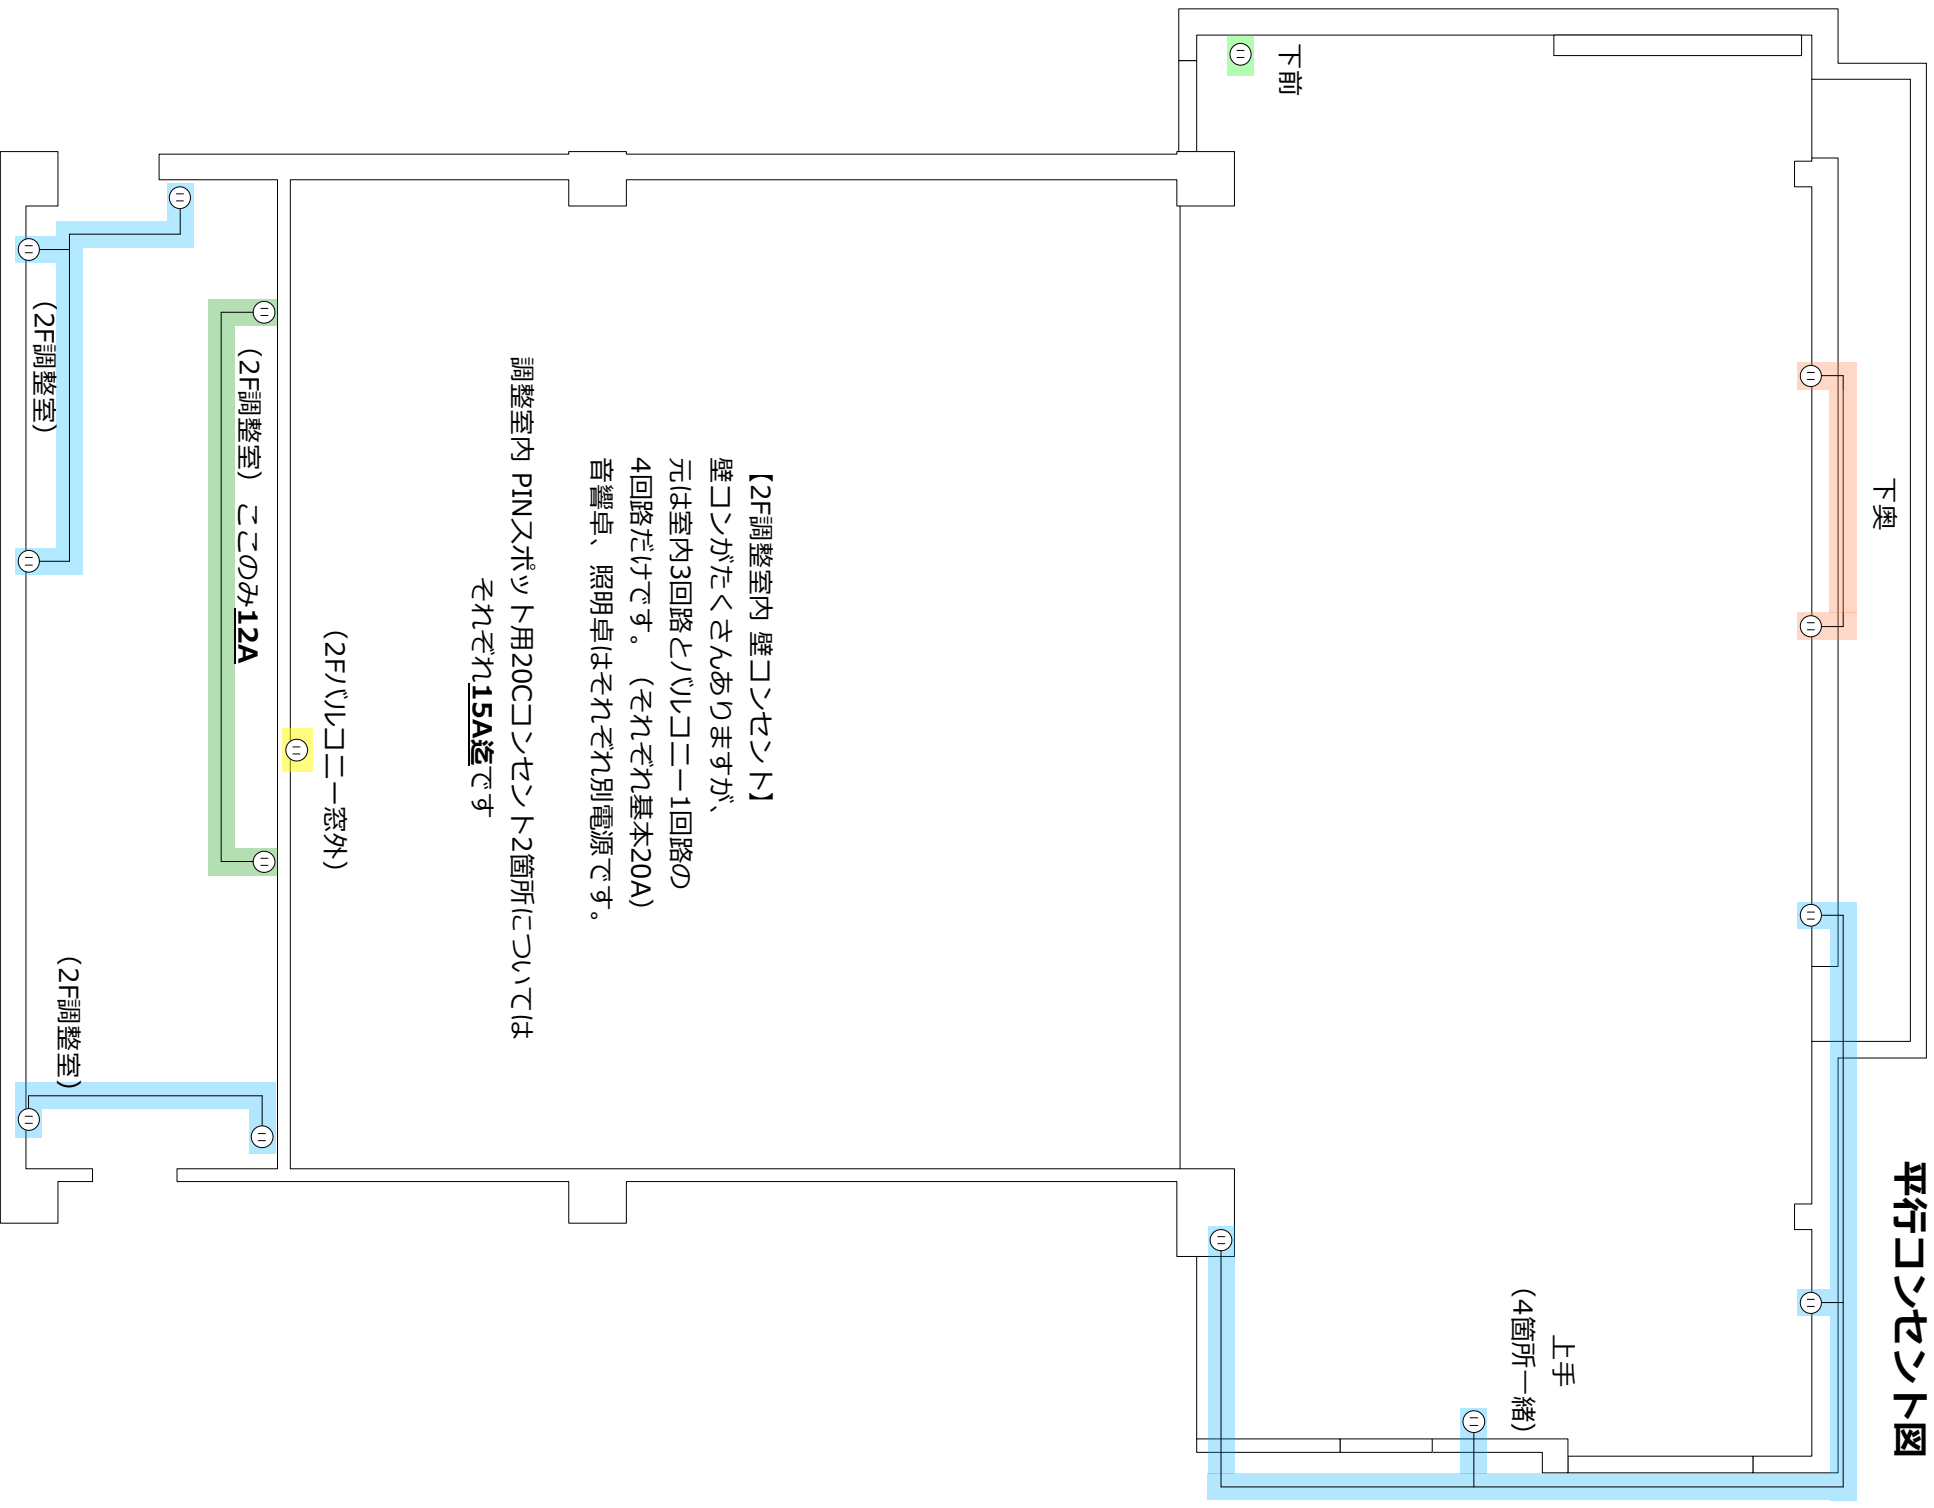 平行コンセント図
下奥
上手
(4箇所一緒)
下前
【2F調整室内 壁コンセント】
壁コンがたくさんありますが、
元は室内3回路とバルコニー1回路の
4回路だけです。(それぞれ基本20A)
音響卓、照明卓はそれぞれ別電源です。
調整室内 PINスポット用20Cコンセント2箇所については
それぞれ15A迄です
(2Fバルコニー窓外)
(2F調整室) ここのみ12A
(2F調整室)
(2F調整室)